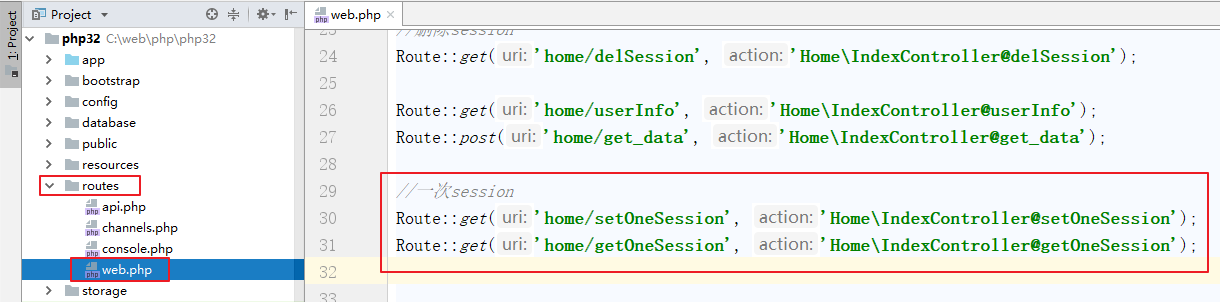 1: Project
Project
php32 C:\web\php\php32
app
bootstrap
config
database
public
resources
routes
api.php
channels.php
console.php
web.php
storage
web.php
23 //删除session
24 Route::get( uri: 'home/delSession', action: 'Home\IndexController@delSession');
25
26 Route::get( uri: 'home/userInfo', action: 'Home\IndexController@userInfo');
27 Route::post( uri: 'home/get_data', action: 'Home\IndexController@get_data');
28
29 //一次session
30 Route::get( uri: 'home/setOneSession', action: 'Home\IndexController@setOneSession');
31 Route::get( uri: 'home/getOneSession', action: 'Home\IndexController@getOneSession');
32
33